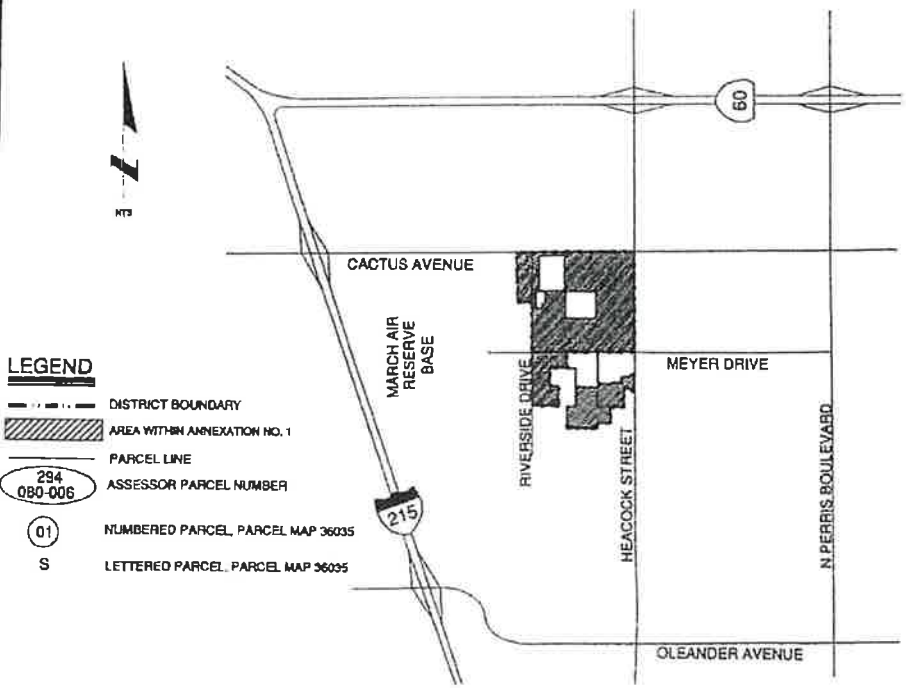 NTS
60
CACTUS AVENUE
MARCH AIR
RESERVE
BASE
MEYER DRIVE
RIVERSIDE DRIVE
HEACOCK STREET
N PERRIS BOULEVARD
215
OLEANDER AVENUE
LEGEND
DISTRICT BOUNDARY
AREA WITHIN ANNEXATION NO. 1
PARCEL LINE
294
080-006
ASSESSOR PARCEL NUMBER
01
NUMBERED PARCEL, PARCEL MAP 36035
S
LETTERED PARCEL, PARCEL MAP 36035